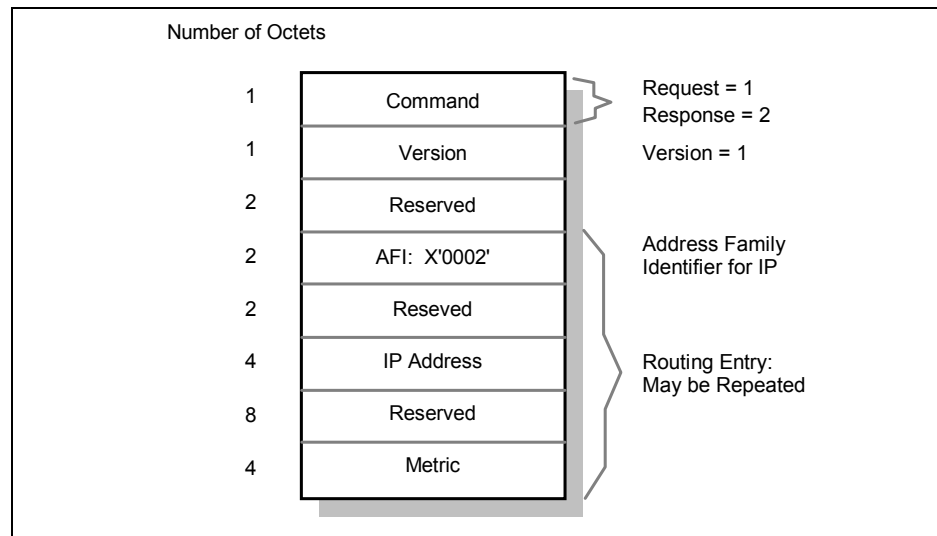 Number of Octets
1 Command Request = 1
Response = 2
1 Version Version = 1
2 Reserved
2 AFI: X'0002' Address Family
Identifier for IP
2 Reseved
4 IP Address Routing Entry:
May be Repeated
8 Reserved
4 Metric